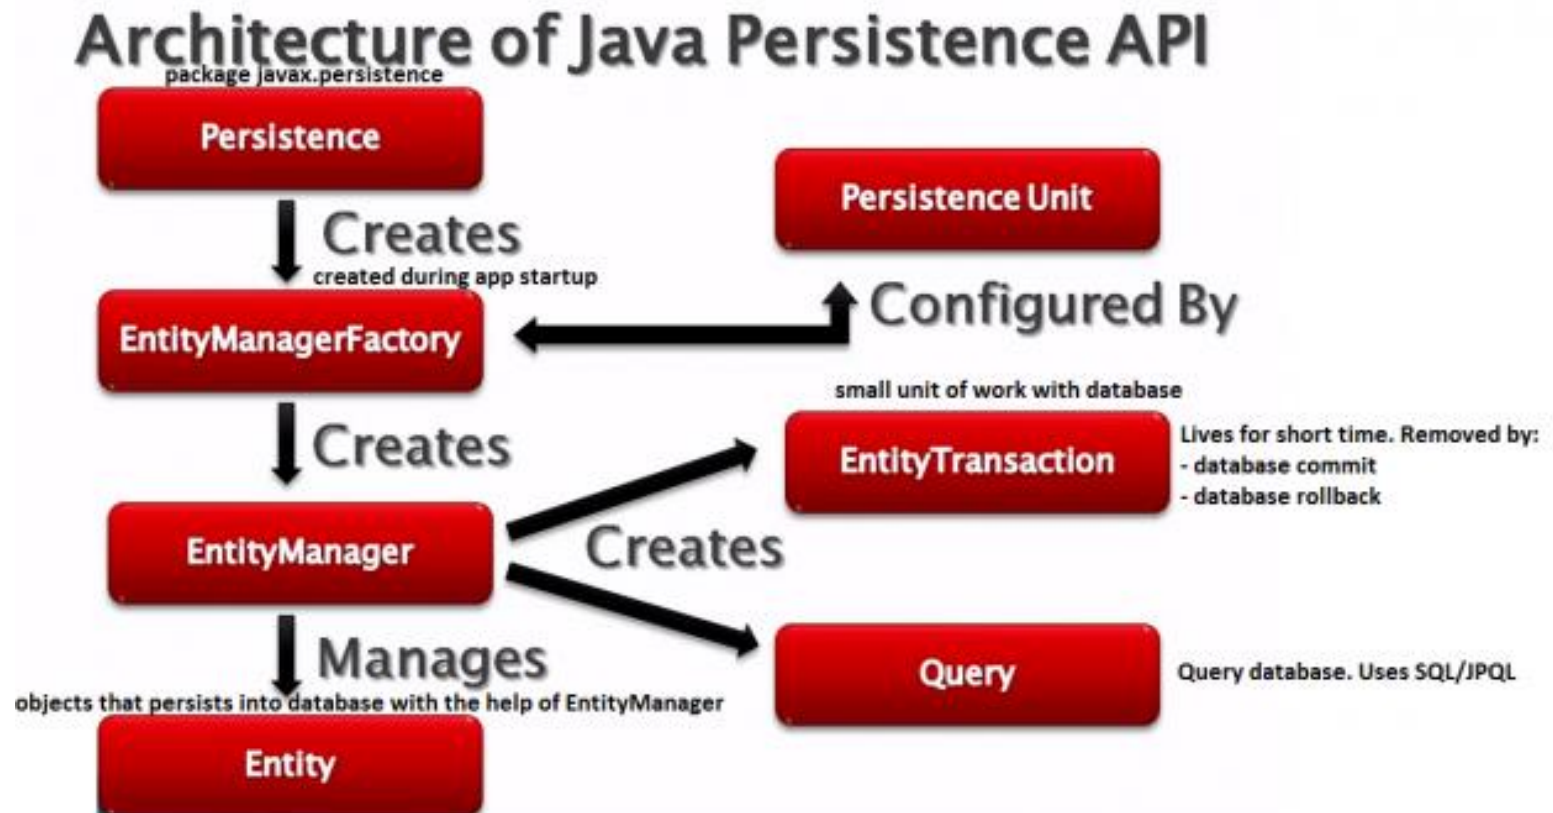 Architecture of Java Persistence API
package javax.persistence
Persistence
Persistence Unit
Creates
created during app startup
Configured By
EntityManagerFactory
small unit of work with database
Creates
EntityTransaction
Lives for short time. Removed by:
- database commit
- database rollback
EntityManager
Creates
Manages
Query
Query database. Uses SQL/JPQL
objects that persists into database with the help of EntityManager
Entity